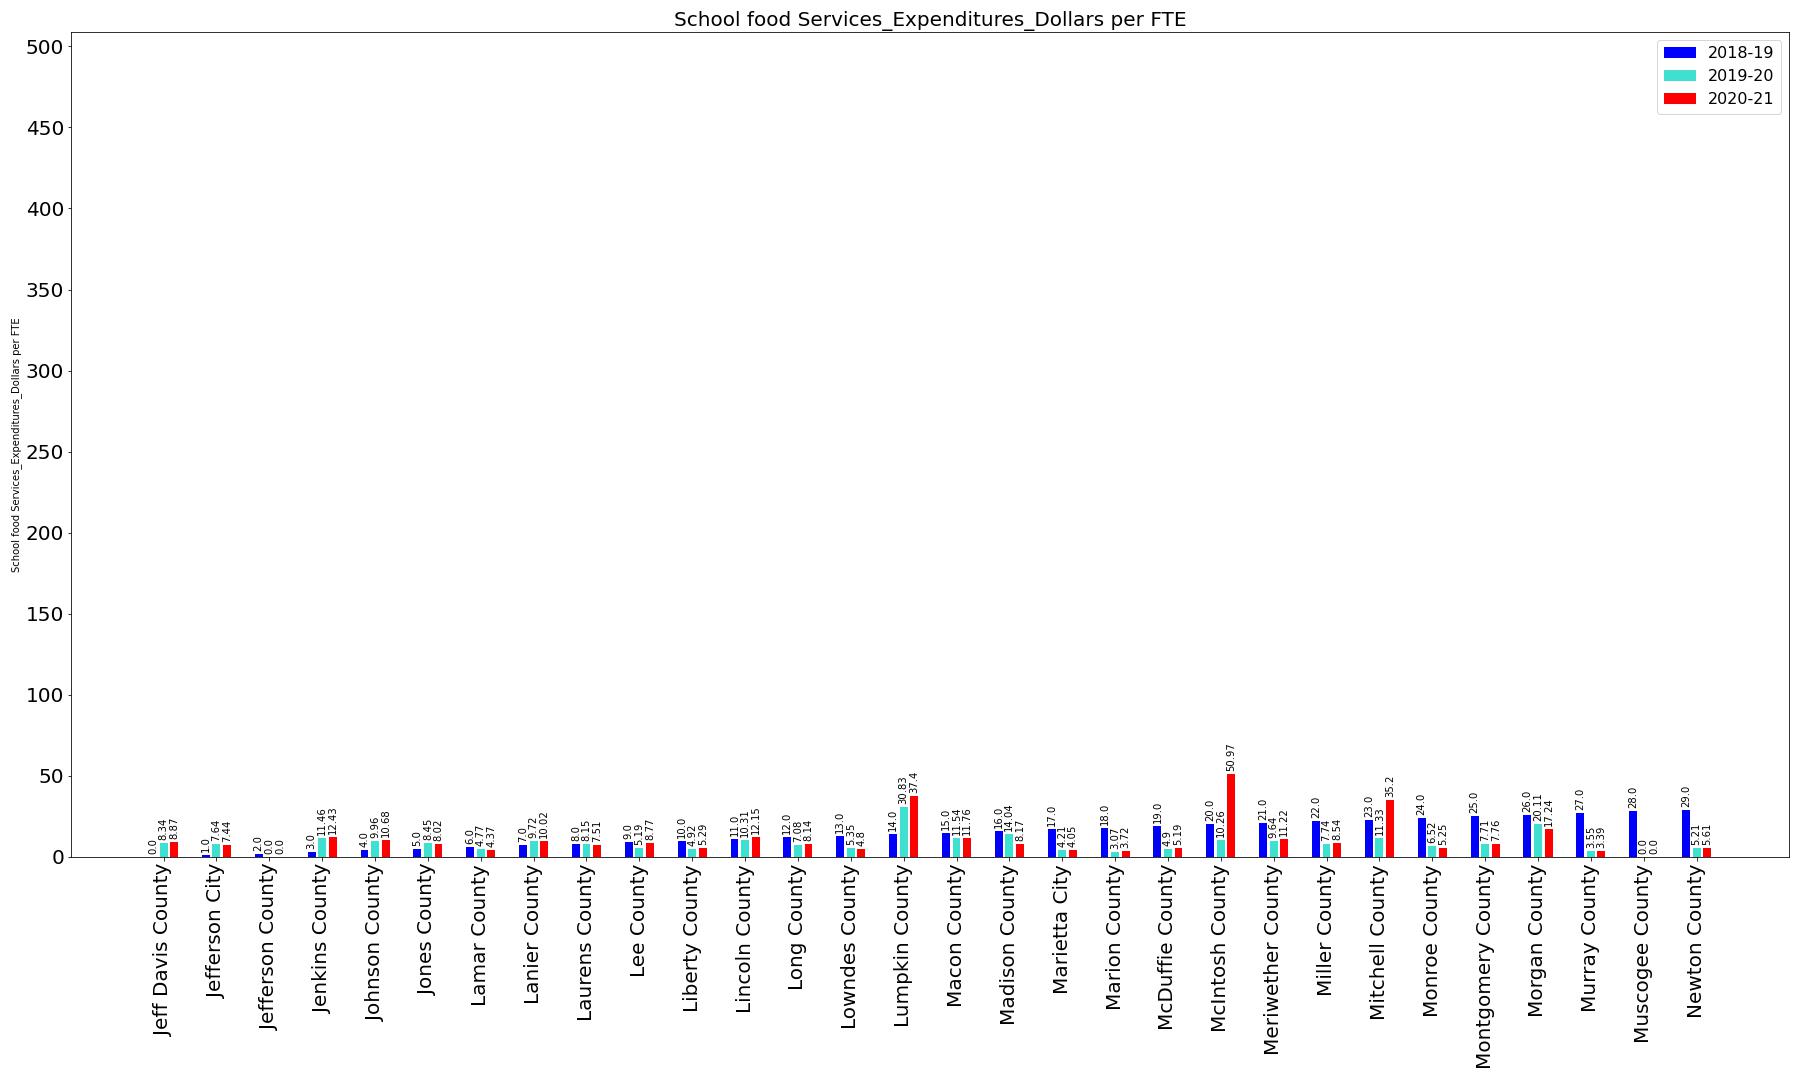 School food Services_Expenditures_Dollars per FTE
2018-19
2019-20
2020-21
School food Services_Expenditures_Dollars per FTE
500
450
400
350
300
250
200
150
100
50
0
0.0 8.34 8.87
1.0 7.64 7.44
2.0 0.0 0.0
3.0 11.46 12.43
4.0 9.96 10.68
5.0 8.45 8.02
6.0 4.77 4.37
7.0 9.72 10.02
8.0 8.15 7.51
9.0 5.19 8.77
10.0 4.92 5.29
11.0 10.31 12.15
12.0 7.08 8.14
13.0 5.35 4.8
14.0 30.83 37.4
15.0 11.54 11.76
16.0 14.04 8.17
17.0 4.21 4.05
18.0 3.07 3.72
19.0 4.9 5.19
20.0 10.26 50.97
21.0 9.64 11.22
22.0 7.74 8.54
23.0 11.33 35.2
24.0 6.52 5.25
25.0 7.71 7.76
26.0 20.11 17.24
27.0 3.55 3.39
28.0 0.0 0.0
29.0 5.21 5.61
Jeff Davis County
Jefferson City
Jefferson County
Jenkins County
Johnson County
Jones County
Lamar County
Lanier County
Laurens County
Lee County
Liberty County
Lincoln County
Long County
Lowndes County
Lumpkin County
Macon County
Madison County
Marietta City
Marion County
McDuffie County
McIntosh County
Meriwether County
Miller County
Mitchell County
Monroe County
Montgomery County
Morgan County
Murray County
Muscogee County
Newton County